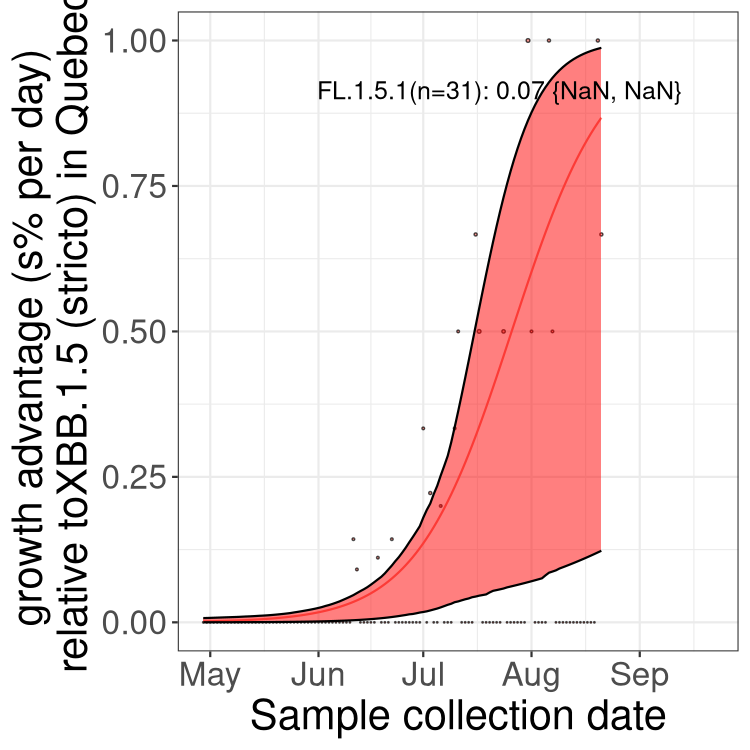 growth advantage (s% per day)
relative toXBB.1.5 (stricto) in Quebec
1.00
0.75
0.50
0.25
0.00
FL.1.5.1(n=31): 0.07 {NaN, NaN}
May Jun Jul Aug Sep
Sample collection date